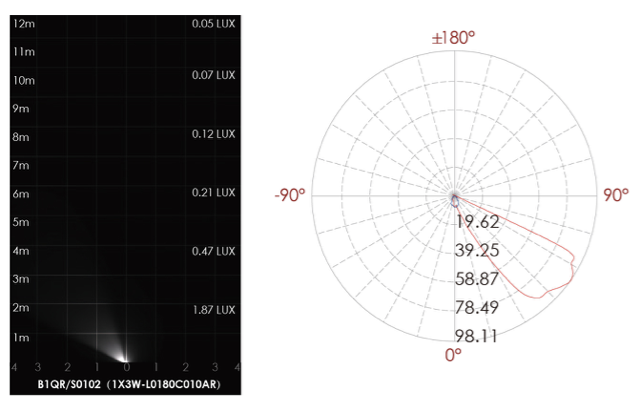 12m 0.05 LUX
11m
10m 0.07 LUX
9m
8m 0.12 LUX
7m
6m 0.21 LUX
5m
4m 0.47 LUX
3m
2m 1.87 LUX
1m
4 3 2 1 0 1 2 3 4
B1QR/S0102（1X3W-L0180C010AR）
±180°
-90° 90°
19.62
39.25
58.87
78.49
98.11
0°